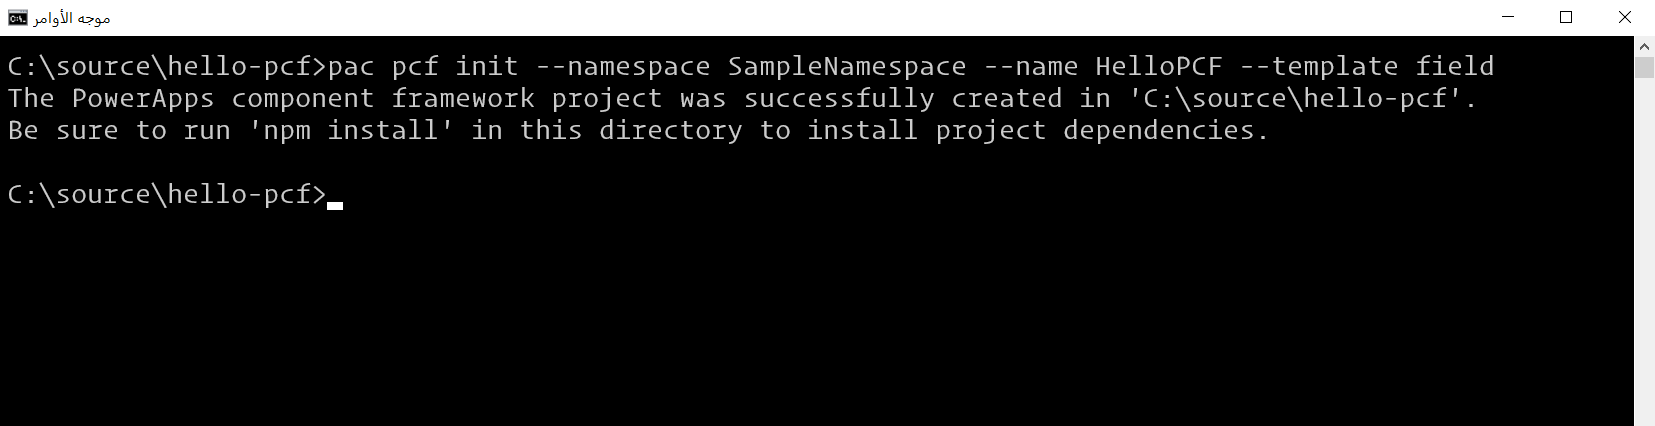 موجه الأوامر
C:\source\hello-pcf>pac pcf init --namespace SampleNamespace --name HelloPCF --template field
The PowerApps component framework project was successfully created in 'C:\source\hello-pcf'.
Be sure to run 'npm install' in this directory to install project dependencies.
C:\source\hello-pcf>